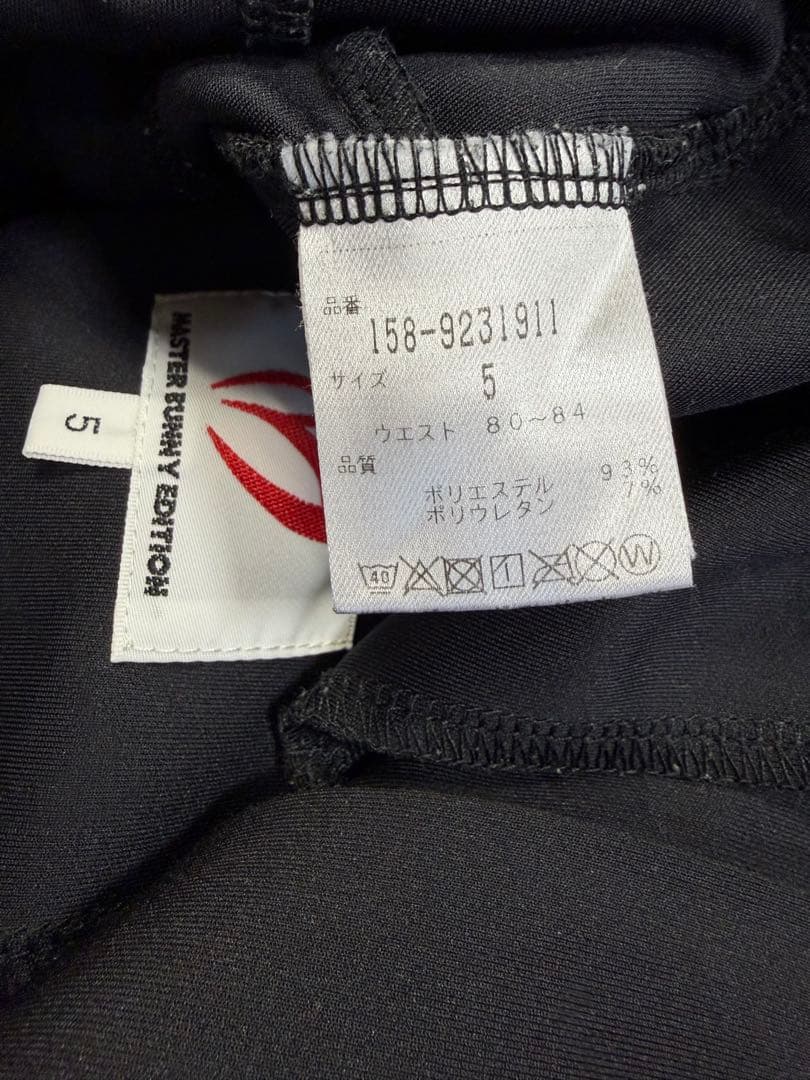 品番
158-9231911
サイズ 5
ウエスト 80~84
品質
ポリエステル 93%
ポリウレタン 7%
40 W
MASTER BUNNY EDITION
5